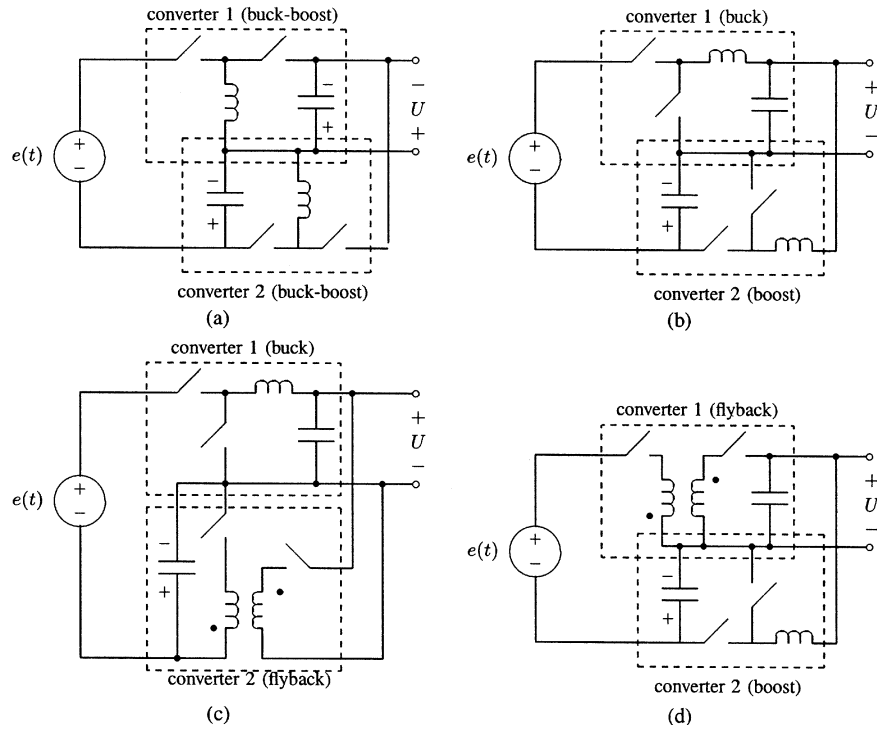 converter 1 (buck-boost)
e(t)
+
−
−
+
−
U
+
−
+
converter 2 (buck-boost)
(a)
converter 1 (buck)
e(t)
+
−
+
U
−
−
+
converter 2 (boost)
(b)
converter 1 (buck)
e(t)
+
−
+
U
−
−
+
converter 2 (flyback)
(c)
converter 1 (flyback)
e(t)
+
−
+
U
−
−
+
converter 2 (boost)
(d)